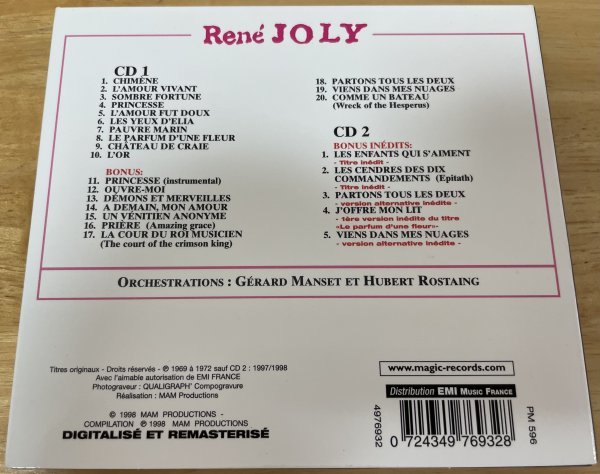 René JOLY
CD 1
1. CHIMÈNE
2. L'AMOUR VIVANT
3. SOMBRE FORTUNE
4. PRINCESSE
5. L'AMOUR FUT DOUX
6. LES YEUX D'ELIA
7. PAUVRE MARIN
8. LE PARFUM D'UNE FLEUR
9. CHÂTEAU DE CRAIE
10. L'OR
BONUS:
11. PRINCESSE (instrumental)
12. OUVRE-MOI
13. DÉMONS ET MERVEILLES
14. A DEMAIN, MON AMOUR
15. UN VÉNITIEN ANONYME
16. PRIÈRE (Amazing grace)
17. LA COUR DU ROI MUSICIEN
(The court of the crimson king)
18. PARTONS TOUS LES DEUX
19. VIENS DANS MES NUAGES
20. COMME UN BATEAU
(Wreck of the Hesperus)
CD 2
BONUS INÉDITS:
1. LES ENFANTS QUI S'AIMENT
- Titre inédit -
2. LES CENDRES DES DIX
COMMANDEMENTS (Epitath)
- Titre inédit -
3. PARTONS TOUS LES DEUX
- version alternative inédite -
4. J'OFFRE MON LIT
- 1ère version inédite du titre
«Le parfum d'une fleur»-
5. VIENS DANS MES NUAGES
- version alternative inédite -
ORCHESTRATIONS : GÉRARD MANSET ET HUBERT ROSTAING
Titres originaux - Droits réservés - ℗ 1969 à 1972 sauf CD 2 : 1997/1998
Avec l'aimable autorisation de EMI FRANCE
Photograveur : QUALIGRAPH' Compogravure
Réalisation : MAM Productions
© 1998 MAM PRODUCTIONS -
COMPILATION ℗ 1998 MAM PRODUCTIONS -
DIGITALISÉ ET REMASTERISÉ
www.magic-records.com
Distribution EMI MUSIC FRANCE
4976932
0 724349 769328
PM 596